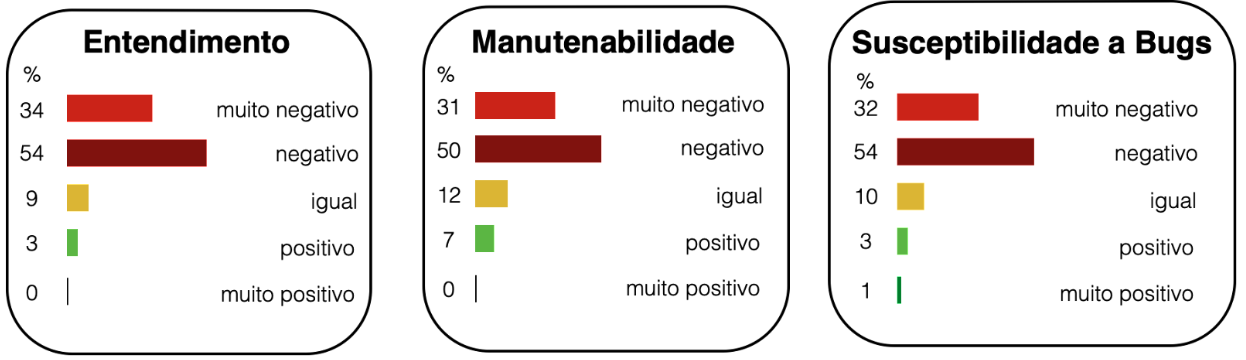 Entendimento
%
34 muito negativo
54 negativo
9 igual
3 positivo
0 muito positivo
Manutenabilidade
%
31 muito negativo
50 negativo
12 igual
7 positivo
0 muito positivo
Susceptibilidade a Bugs
%
32 muito negativo
54 negativo
10 igual
3 positivo
1 muito positivo